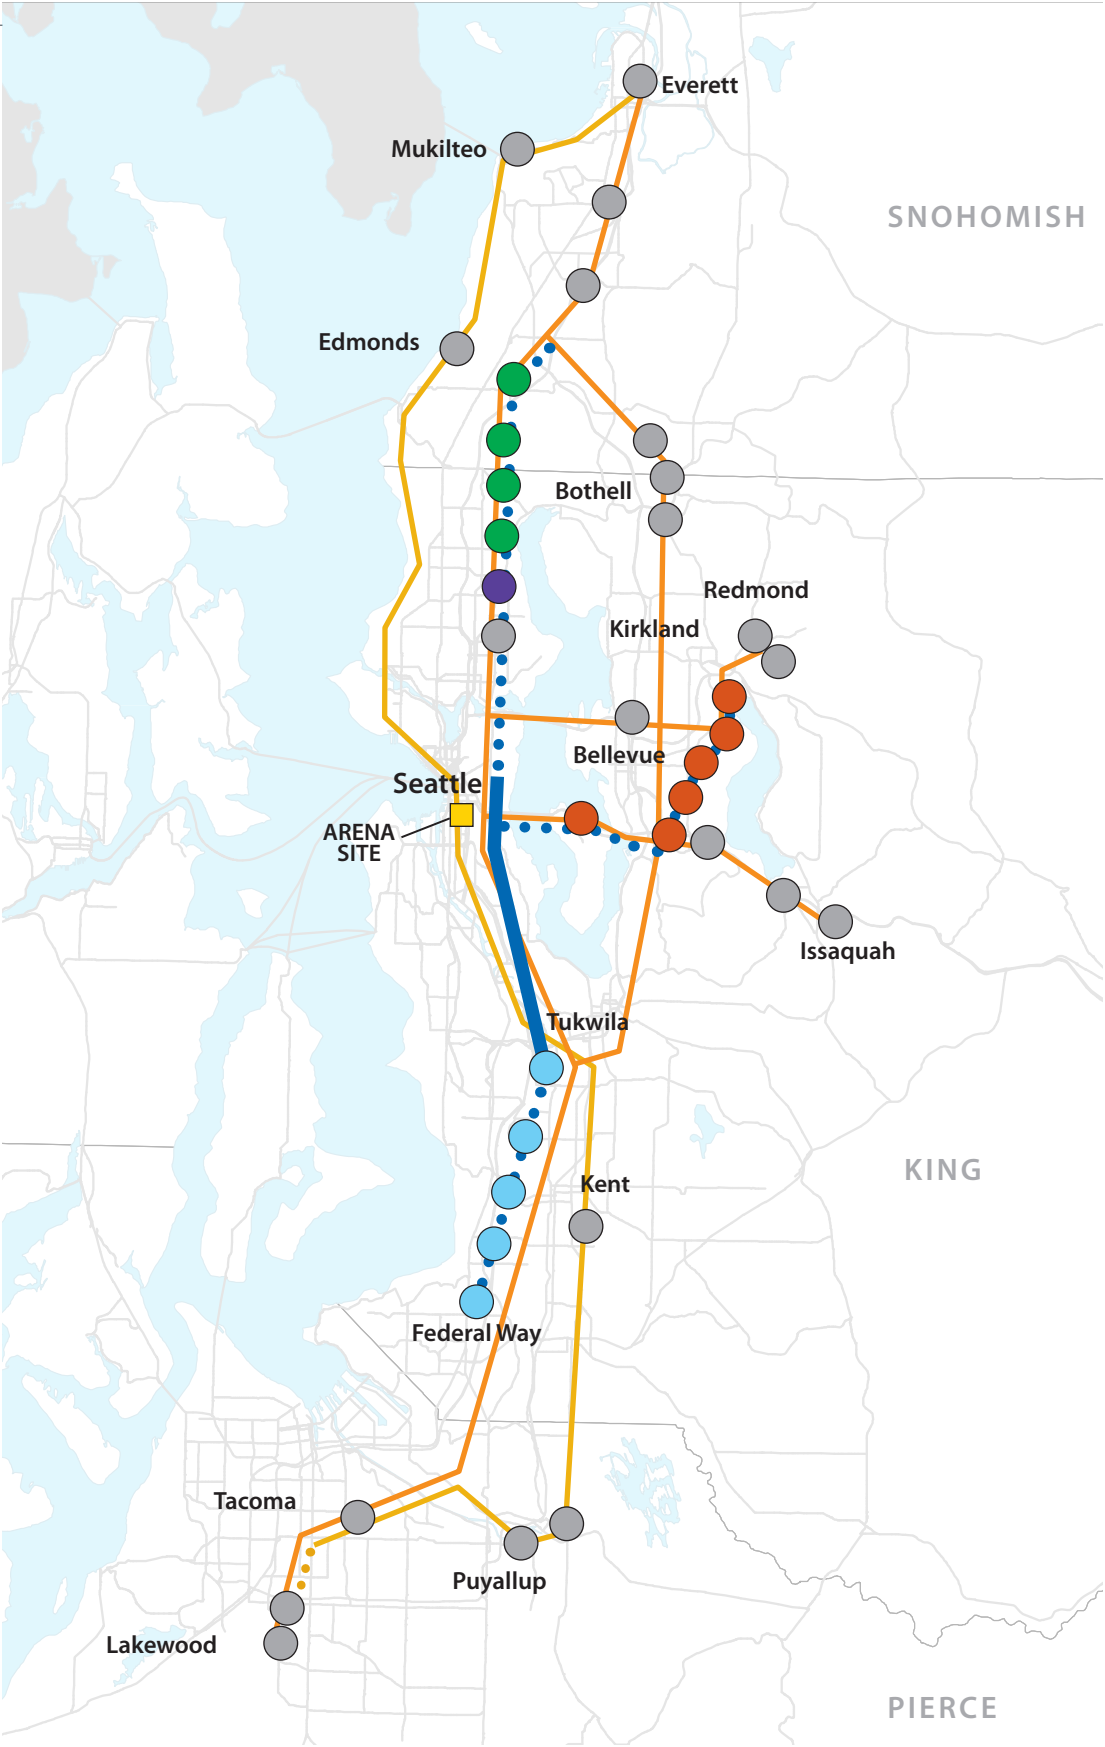 Everett
Mukilteo
SNOHOMISH
Edmonds
Bothell
Redmond
Kirkland
Bellevue
Seattle
ARENA
SITE
Issaquah
Tukwila
KING
Kent
Federal Way
Tacoma
Puyallup
Lakewood
PIERCE